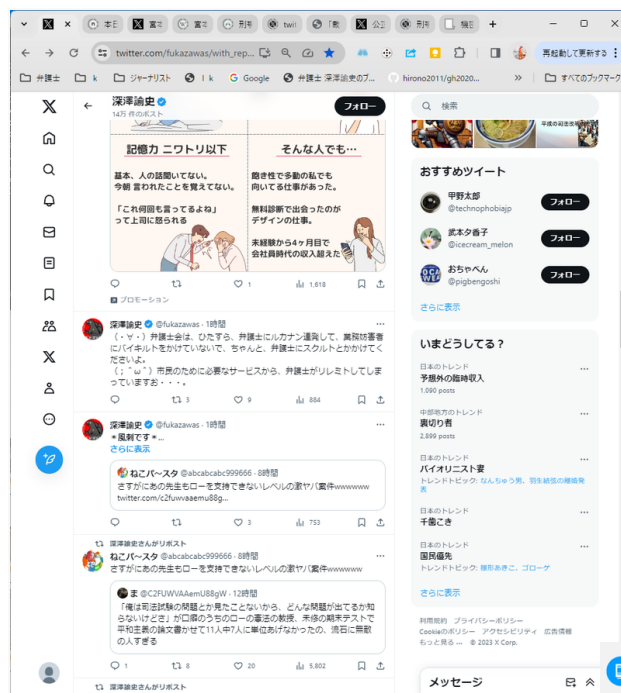 本E
富ネ
富ネ
刑事
twit
「敷
公正
刑事
機密
twitter.com/fukazawas/with_rep...
再起動して更新する
弁護士
k
ジャーナリスト
I k
Google
弁護士 深澤諭史のブ...
hirono2011/gh2020...
すべてのブックマーク
深澤諭史
14万 件のポスト
フォロー
検索
記憶力 ニワトリ以下
そんな人でも…
基本、人の話聞いてない。
今朝 言われたことを覚えてない。
「これ何回も言ってるよね」
って上司に怒られる
飽き性で多動の私でも
向いてる仕事があった。
無料診断で出会ったのが
デザインの仕事。
未経験から4ヶ月目で
会社員時代の収入超えた
1
1,618
プロモーション
深澤諭史 @fukazawas · 1時間
（・∀・）弁護士会は、ひたすら、弁護士にルカナン連発して、業務妨害者
にバイキルトをかけていないで、ちゃんと、弁護士にスクルトとかかけてく
ださいよ。
（；＾ω＾）市民のために必要なサービスから、弁護士がリレミトしてしま
っていますお・・・。
3
9
884
深澤諭史 @fukazawas · 1時間
＊風刺です＊...
さらに表示
ねこパ〜スタ @abcabcabc999666 · 8時間
さすがにあの先生もローを支持できないレベルの激ヤバ案件wwwwww
twitter.com/c2fuwvaaemu88g...
3
753
深澤諭史さんがリポスト
ねこパ〜スタ @abcabcabc999666 · 8時間
さすがにあの先生もローを支持できないレベルの激ヤバ案件wwwwww
ま @C2FUWVAAemU88gW · 12時間
「俺は司法試験の問題とか見たことないから、どんな問題が出てるか知
らないけどさ」が口癖のうちのローの憲法の教授、未修の期末テストで
平和主義の論文書かせて11人中7人に単位あげなかったの、流石に無敵
の人すぎる
1
8
20
5,802
深澤諭史さんがリポスト
平成の司法改革
おすすめツイート
甲野太郎
@technophobiajp
フォロー
武本夕香子
@icecream_melon
フォロー
おちゃべん
@pigbengoshi
フォロー
さらに表示
いまどうしてる？
日本のトレンド
予想外の臨時収入
1,090 posts
中部地方のトレンド
裏切り者
2,899 posts
日本のトレンド
バイオリニスト妻
トレンドトピック: なんちゅう男、羽生結弦の離婚発
表
日本のトレンド
千歯こき
日本のトレンド
国民優先
トレンドトピック: 雛形あきこ、ゴローゲ
さらに表示
利用規約 プライバシーポリシー
Cookieのポリシー アクセシビリティ 広告情報
もっと見る ... © 2023 X Corp.
メッセージ